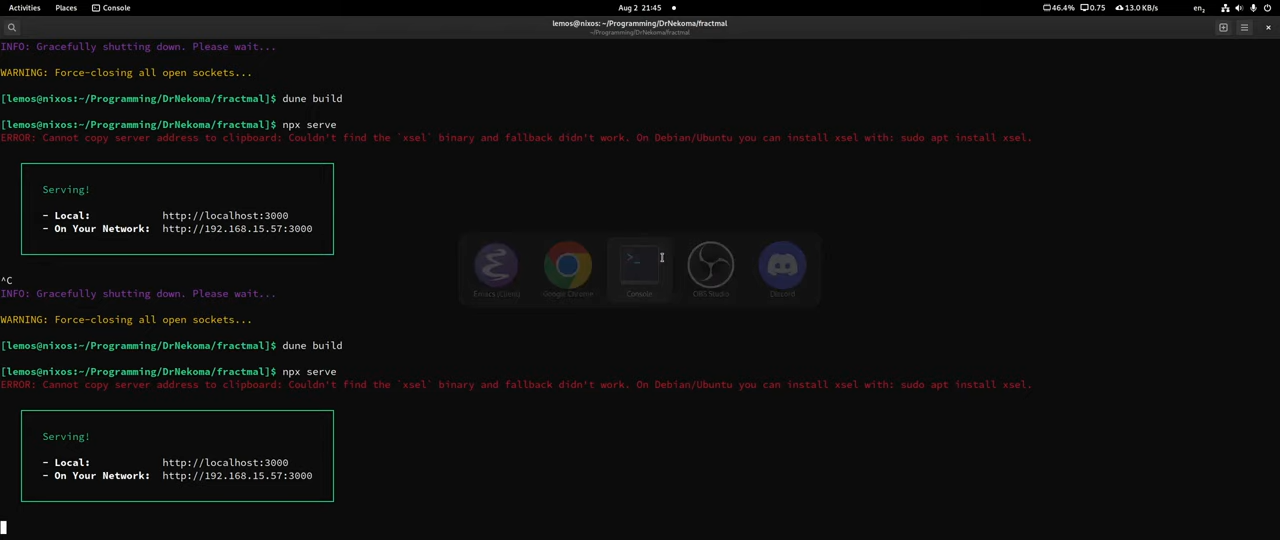 Activities Places Console Aug 2 21:45 46.4% 0.75 13.0 KB/s en₂
lemos@nixos: ~/Programming/DrNekoma/fractmal
~/Programming/DrNekoma/fractmal
INFO: Gracefully shutting down. Please wait...
WARNING: Force-closing all open sockets...
[lemos@nixos:~/Programming/DrNekoma/fractmal]$ dune build
[lemos@nixos:~/Programming/DrNekoma/fractmal]$ npx serve
ERROR: Cannot copy server address to clipboard: Couldn't find the `xsel` binary and fallback didn't work. On Debian/Ubuntu you can install xsel with: sudo apt install xsel.
Serving!
- Local: http://localhost:3000
- On Your Network: http://192.168.15.57:3000
Emacs (Client) Google Chrome Console OBS Studio Discord
^C
INFO: Gracefully shutting down. Please wait...
WARNING: Force-closing all open sockets...
[lemos@nixos:~/Programming/DrNekoma/fractmal]$ dune build
[lemos@nixos:~/Programming/DrNekoma/fractmal]$ npx serve
ERROR: Cannot copy server address to clipboard: Couldn't find the `xsel` binary and fallback didn't work. On Debian/Ubuntu you can install xsel with: sudo apt install xsel.
Serving!
- Local: http://localhost:3000
- On Your Network: http://192.168.15.57:3000